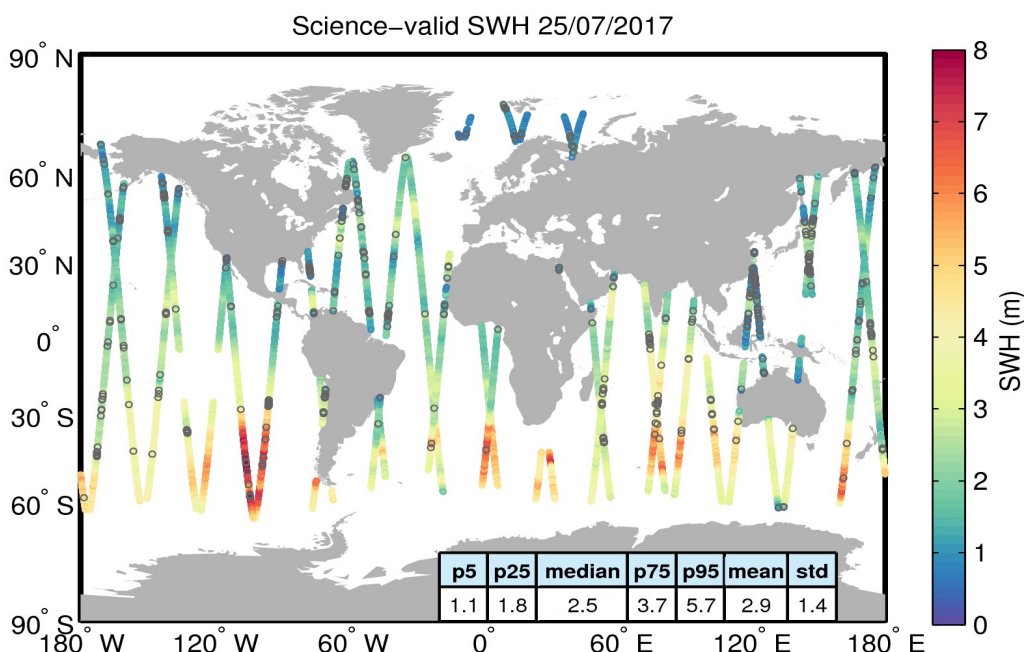 Science−valid SWH 25/07/2017
90° N
60° N
30° N
0°
30° S
60° S
90° S
180° W
120° W
60° W
0°
60° E
120° E
180° E
p5 p25 median p75 p95 mean std
1.1 1.8 2.5 3.7 5.7 2.9 1.4
8
7
6
5
4
3
2
1
0
SWH (m)